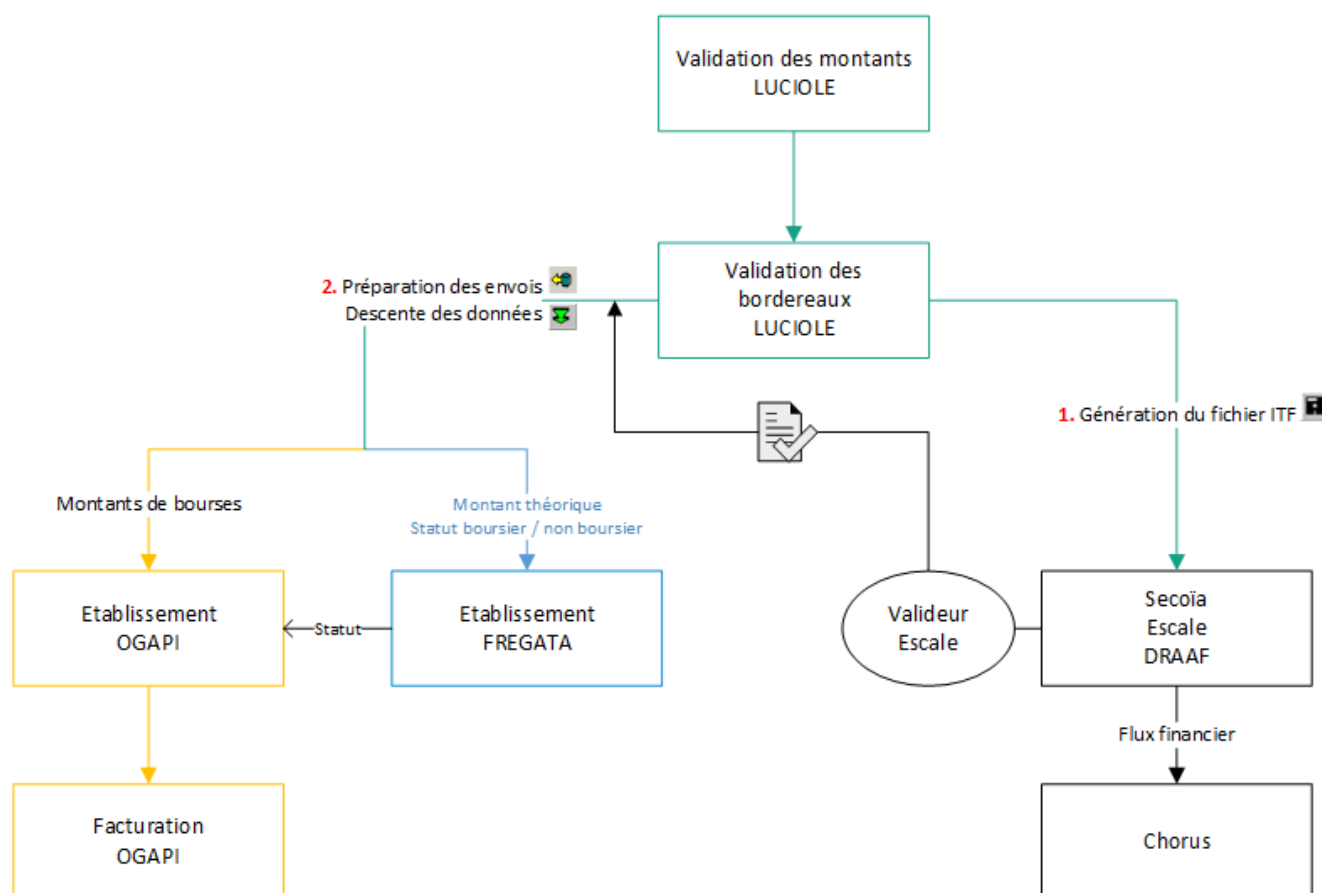 Validation des montants
LUCIOLE
Validation des
bordereaux
LUCIOLE
2. Préparation des envois
Descente des données
1. Génération du fichier ITF
Montants de bourses
Montant théorique
Statut boursier / non boursier
Etablissement
OGAPI
Statut
Etablissement
FREGATA
Valideur
Escale
Secoïa
Escale
DRAAF
Flux financier
Facturation
OGAPI
Chorus